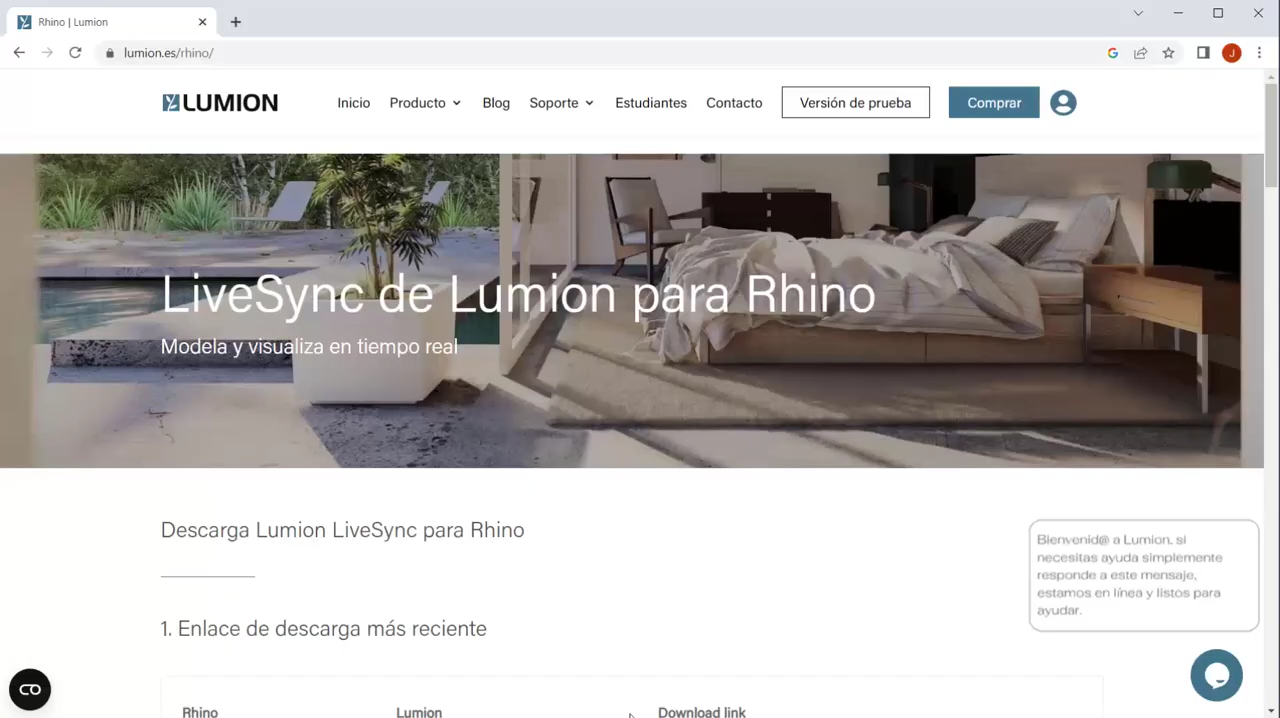 Rhino | Lumion
lumion.es/rhino/
J
LUMION
Inicio Producto Blog Soporte Estudiantes Contacto Versión de prueba Comprar
LiveSync de Lumion para Rhino
Modela y visualiza en tiempo real
Descarga Lumion LiveSync para Rhino
1. Enlace de descarga más reciente
Bienvenid@ a Lumion, si
necesitas ayuda simplemente
responde a este mensaje,
estamos en línea y listos para
ayudar.
Rhino Lumion Download link